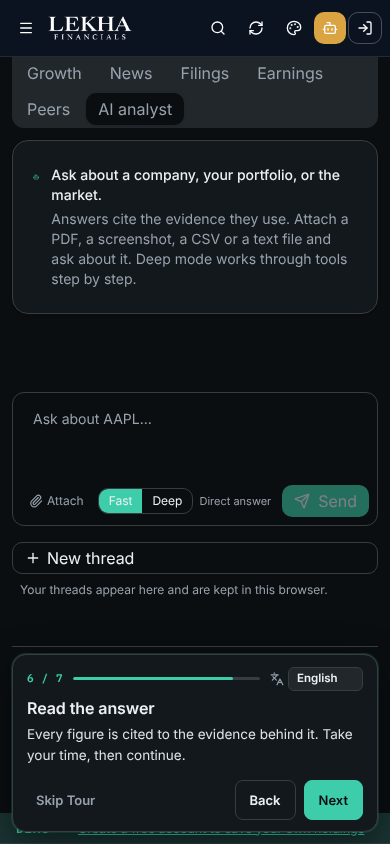 LEKHA
FINANCIALS
Growth News Filings Earnings
Peers AI analyst
Ask about a company, your portfolio, or the
market.
Answers cite the evidence they use. Attach a
PDF, a screenshot, a CSV or a text file and
ask about it. Deep mode works through tools
step by step.
Ask about AAPL...
Attach Fast Deep Direct answer Send
+ New thread
Your threads appear here and are kept in this browser.
6 / 7 English
Read the answer
Every figure is cited to the evidence behind it. Take
your time, then continue.
Skip Tour Back Next